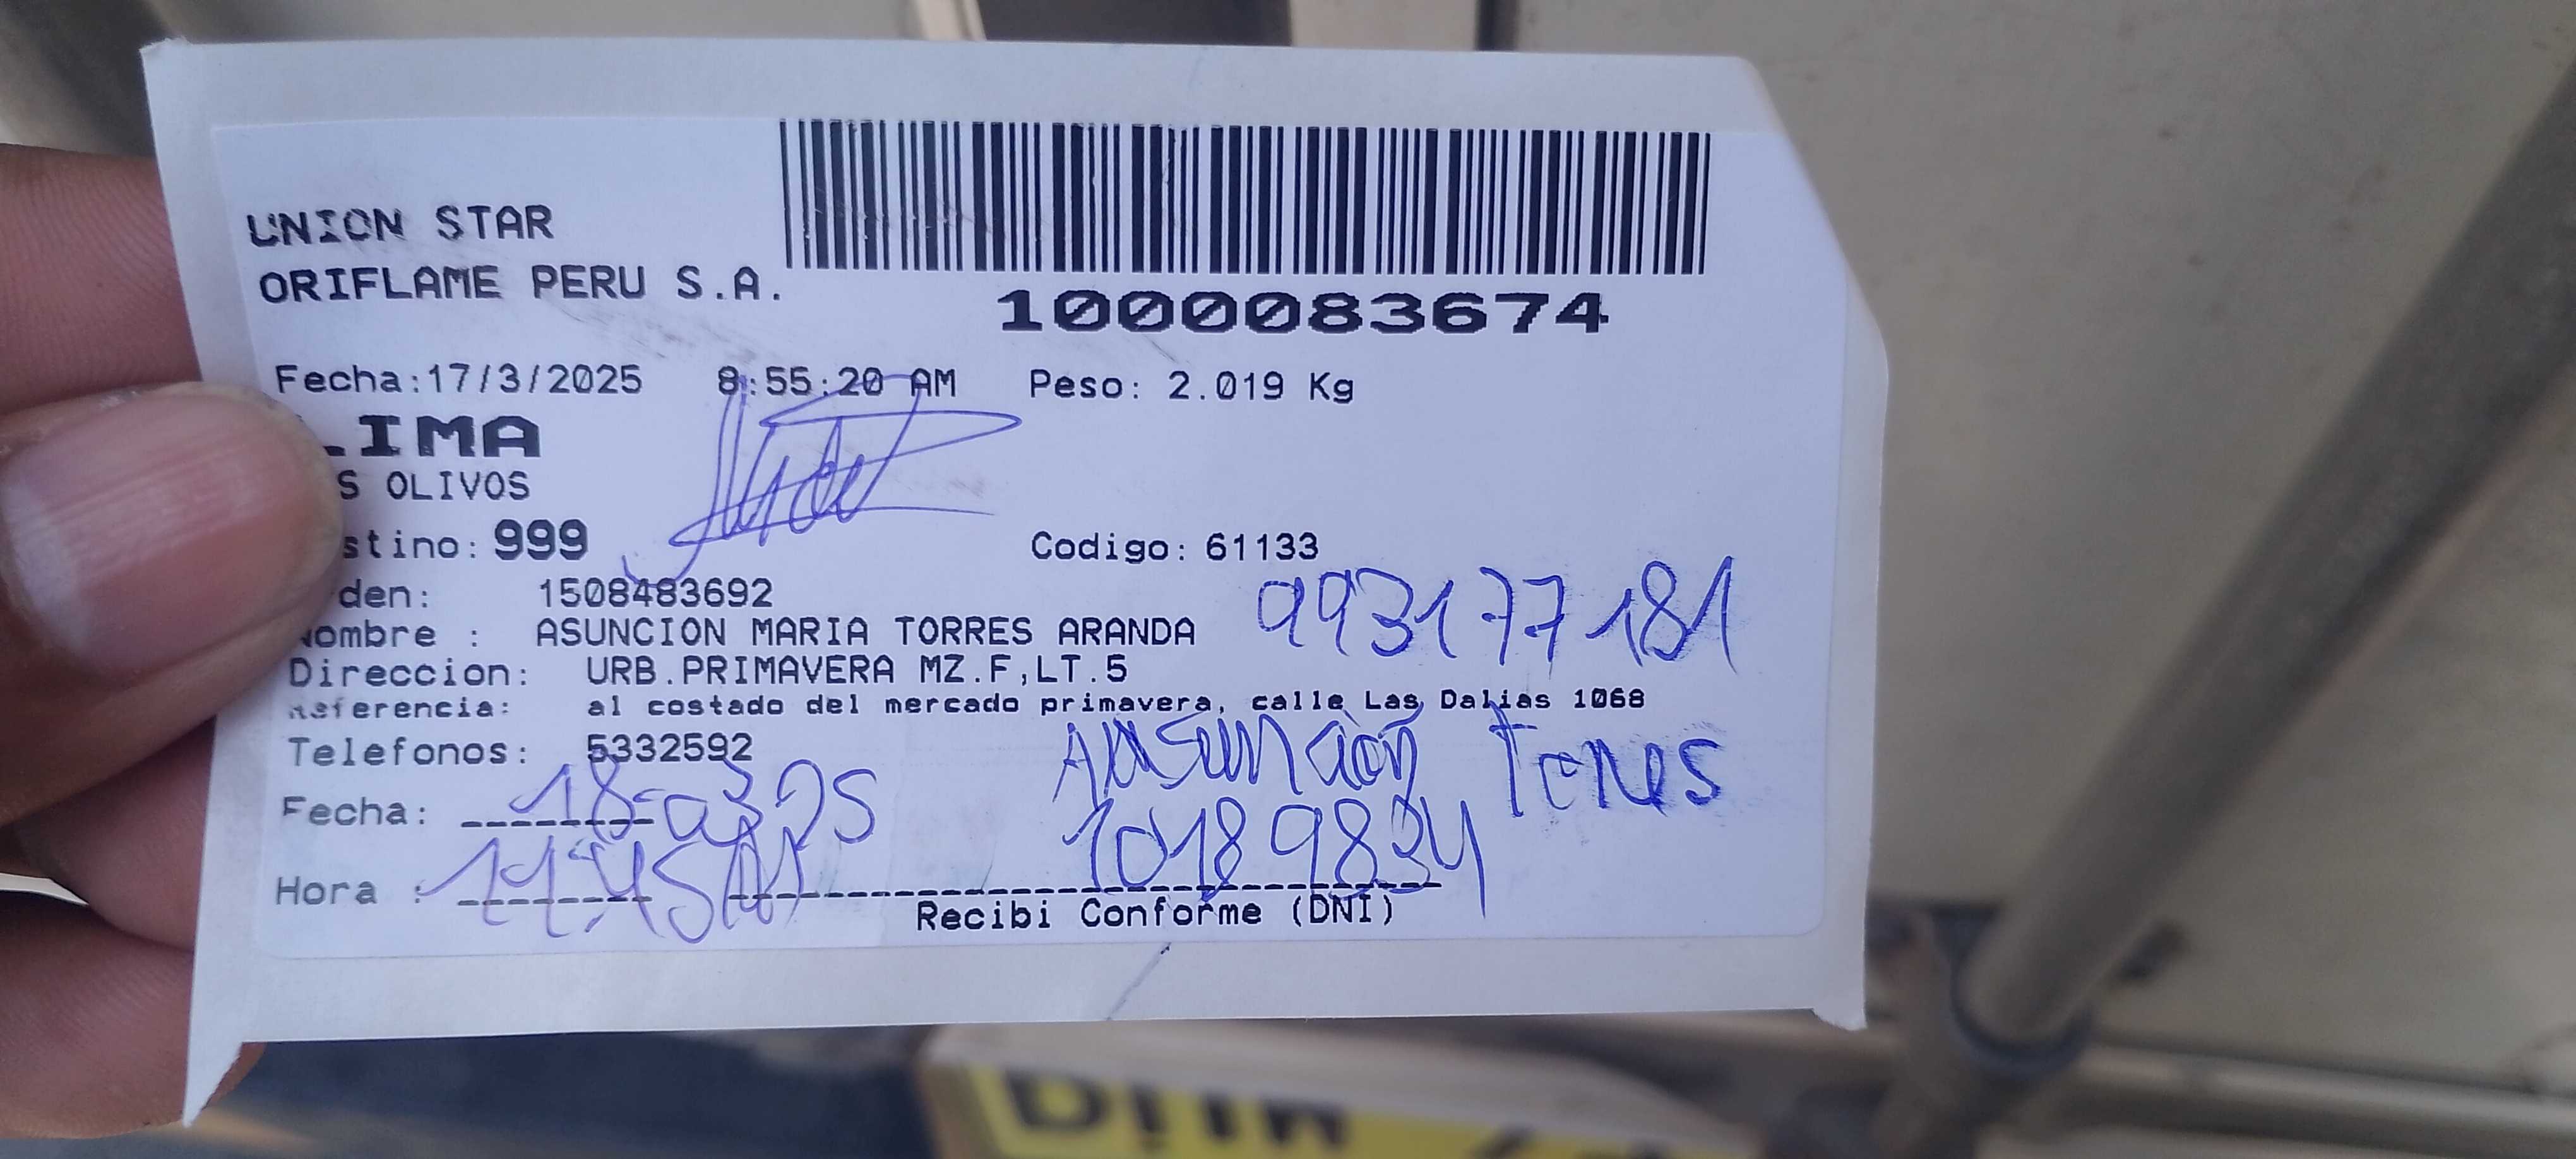 UNION STAR
ORIFLAME PERU S.A.
1000083674
Fecha:17/3/2025 8:55:20 AM Peso: 2.019 Kg
LIMA
S OLIVOS
stino: 999 Codigo: 61133
den: 1508483692
Nombre : ASUNCION MARIA TORRES ARANDA 993177181
Direccion: URB.PRIMAVERA MZ.F,LT.5
Referencia: al costado del mercado primavera, calle Las Dalias 1068
Telefonos: 5332592
Asunción Torres
Fecha: 18-03 25
10189834
Hora :
Recibi Conforme (DNI)